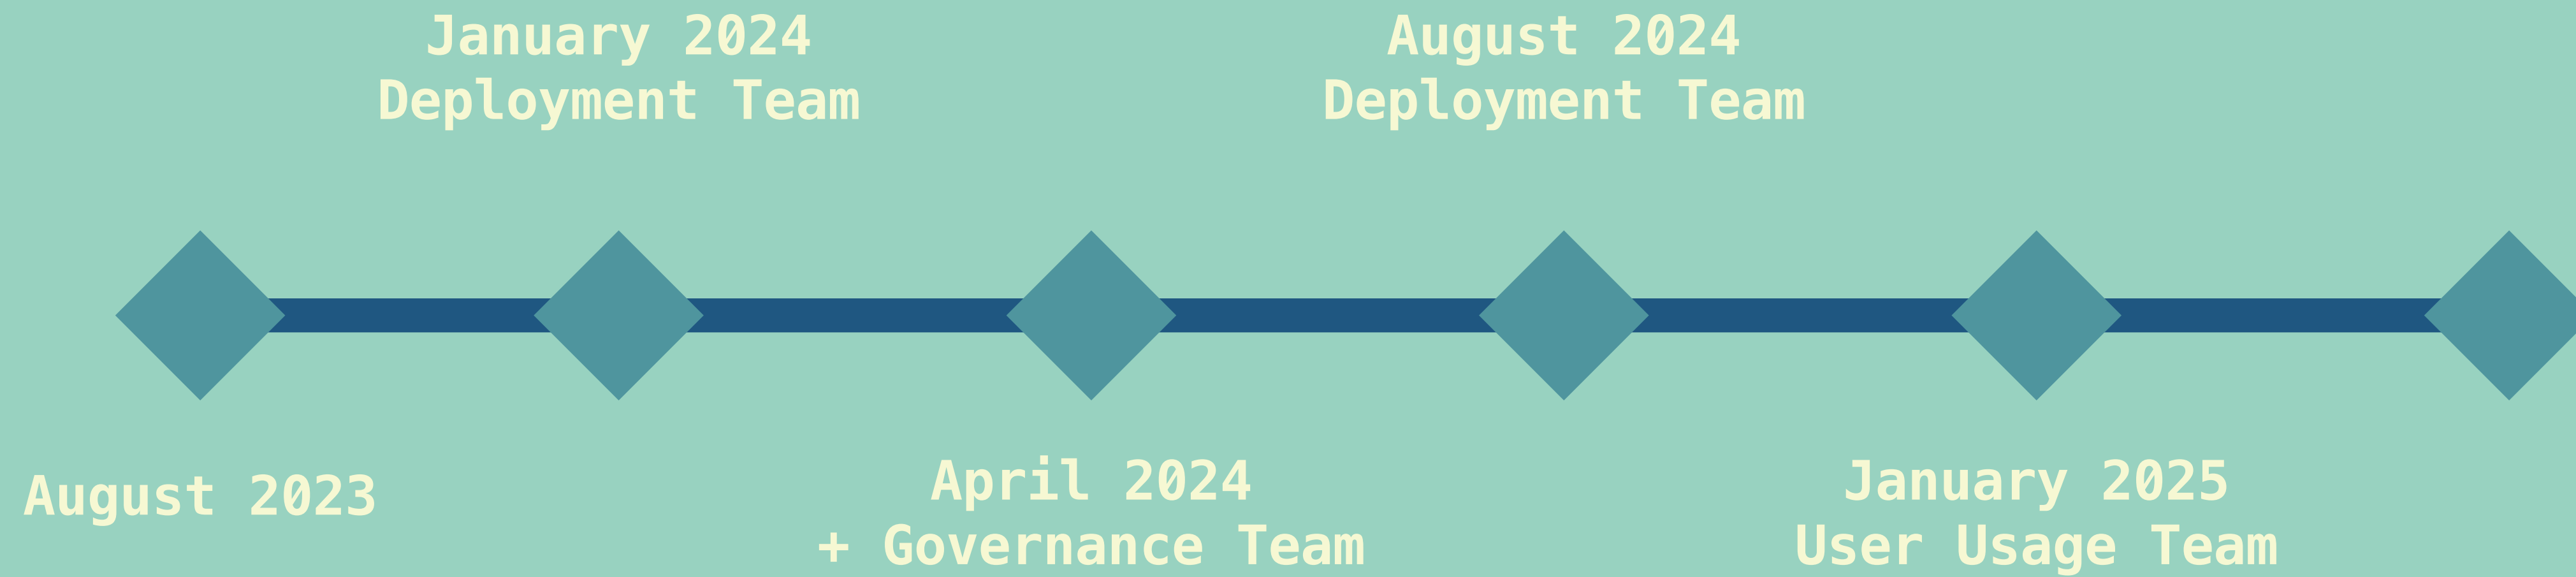 January 2024
Deployment Team
August 2024
Deployment Team
August 2023
April 2024
+ Governance Team
January 2025
User Usage Team